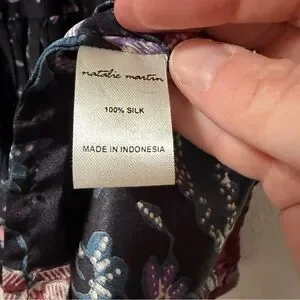 natalie martin
100% SILK
MADE IN INDONESIA